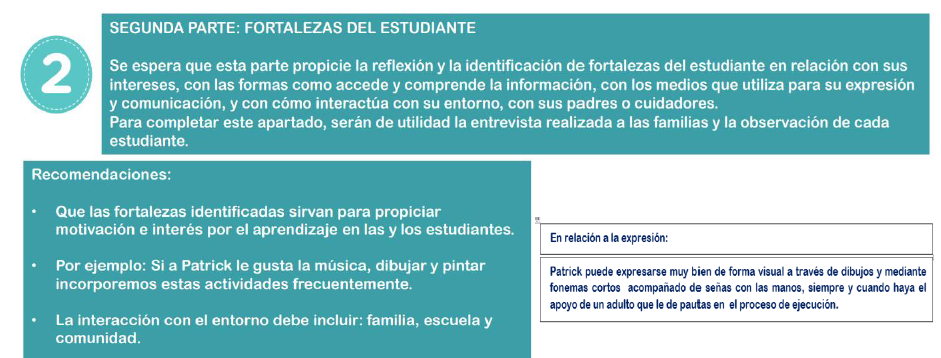 2
SEGUNDA PARTE: FORTALEZAS DEL ESTUDIANTE
Se espera que esta parte propicie la reflexión y la identificación de fortalezas del estudiante en relación con sus
intereses, con las formas como accede y comprende la información, con los medios que utiliza para su expresión
y comunicación, y con cómo interactúa con su entorno, con sus padres o cuidadores.
Para completar este apartado, serán de utilidad la entrevista realizada a las familias y la observación de cada
estudiante.
Recomendaciones:
• Que las fortalezas identificadas sirvan para propiciar
motivación e interés por el aprendizaje en las y los estudiantes.
• Por ejemplo: Si a Patrick le gusta la música, dibujar y pintar
incorporemos estas actividades frecuentemente.
• La interacción con el entorno debe incluir: familia, escuela y
comunidad.
En relación a la expresión:
Patrick puede expresarse muy bien de forma visual a través de dibujos y mediante
fonemas cortos acompañado de señas con las manos, siempre y cuando haya el
apoyo de un adulto que le de pautas en el proceso de ejecución.